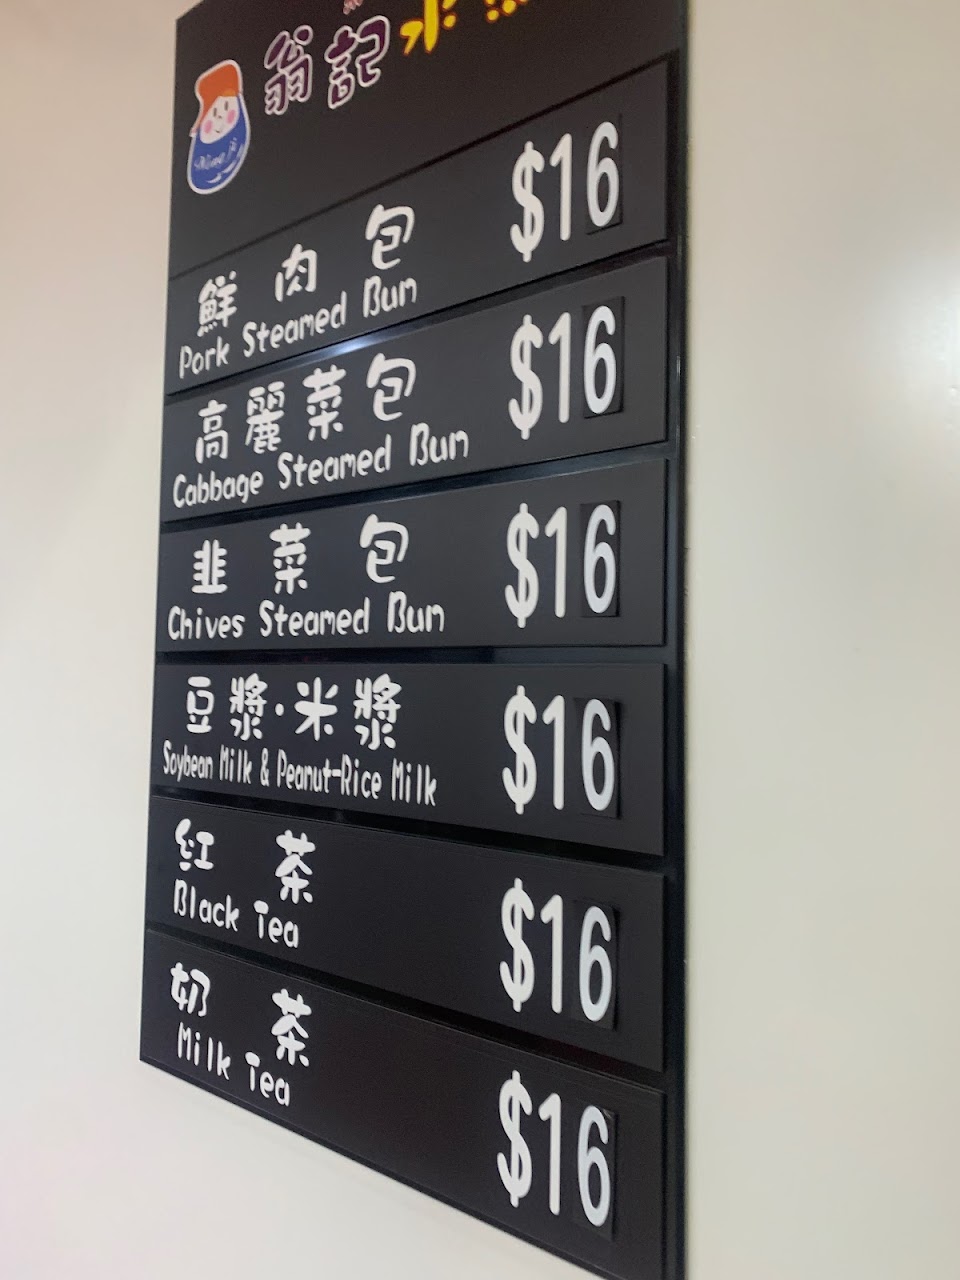 翁記水
鮮肉包 $16
Pork Steamed Bun
高麗菜包 $16
Cabbage Steamed Bun
韭菜包 $16
Chives Steamed Bun
豆漿·米漿 $16
Soybean Milk & Peanut-Rice Milk
紅茶 $16
Black Tea
奶茶 $16
Milk Tea